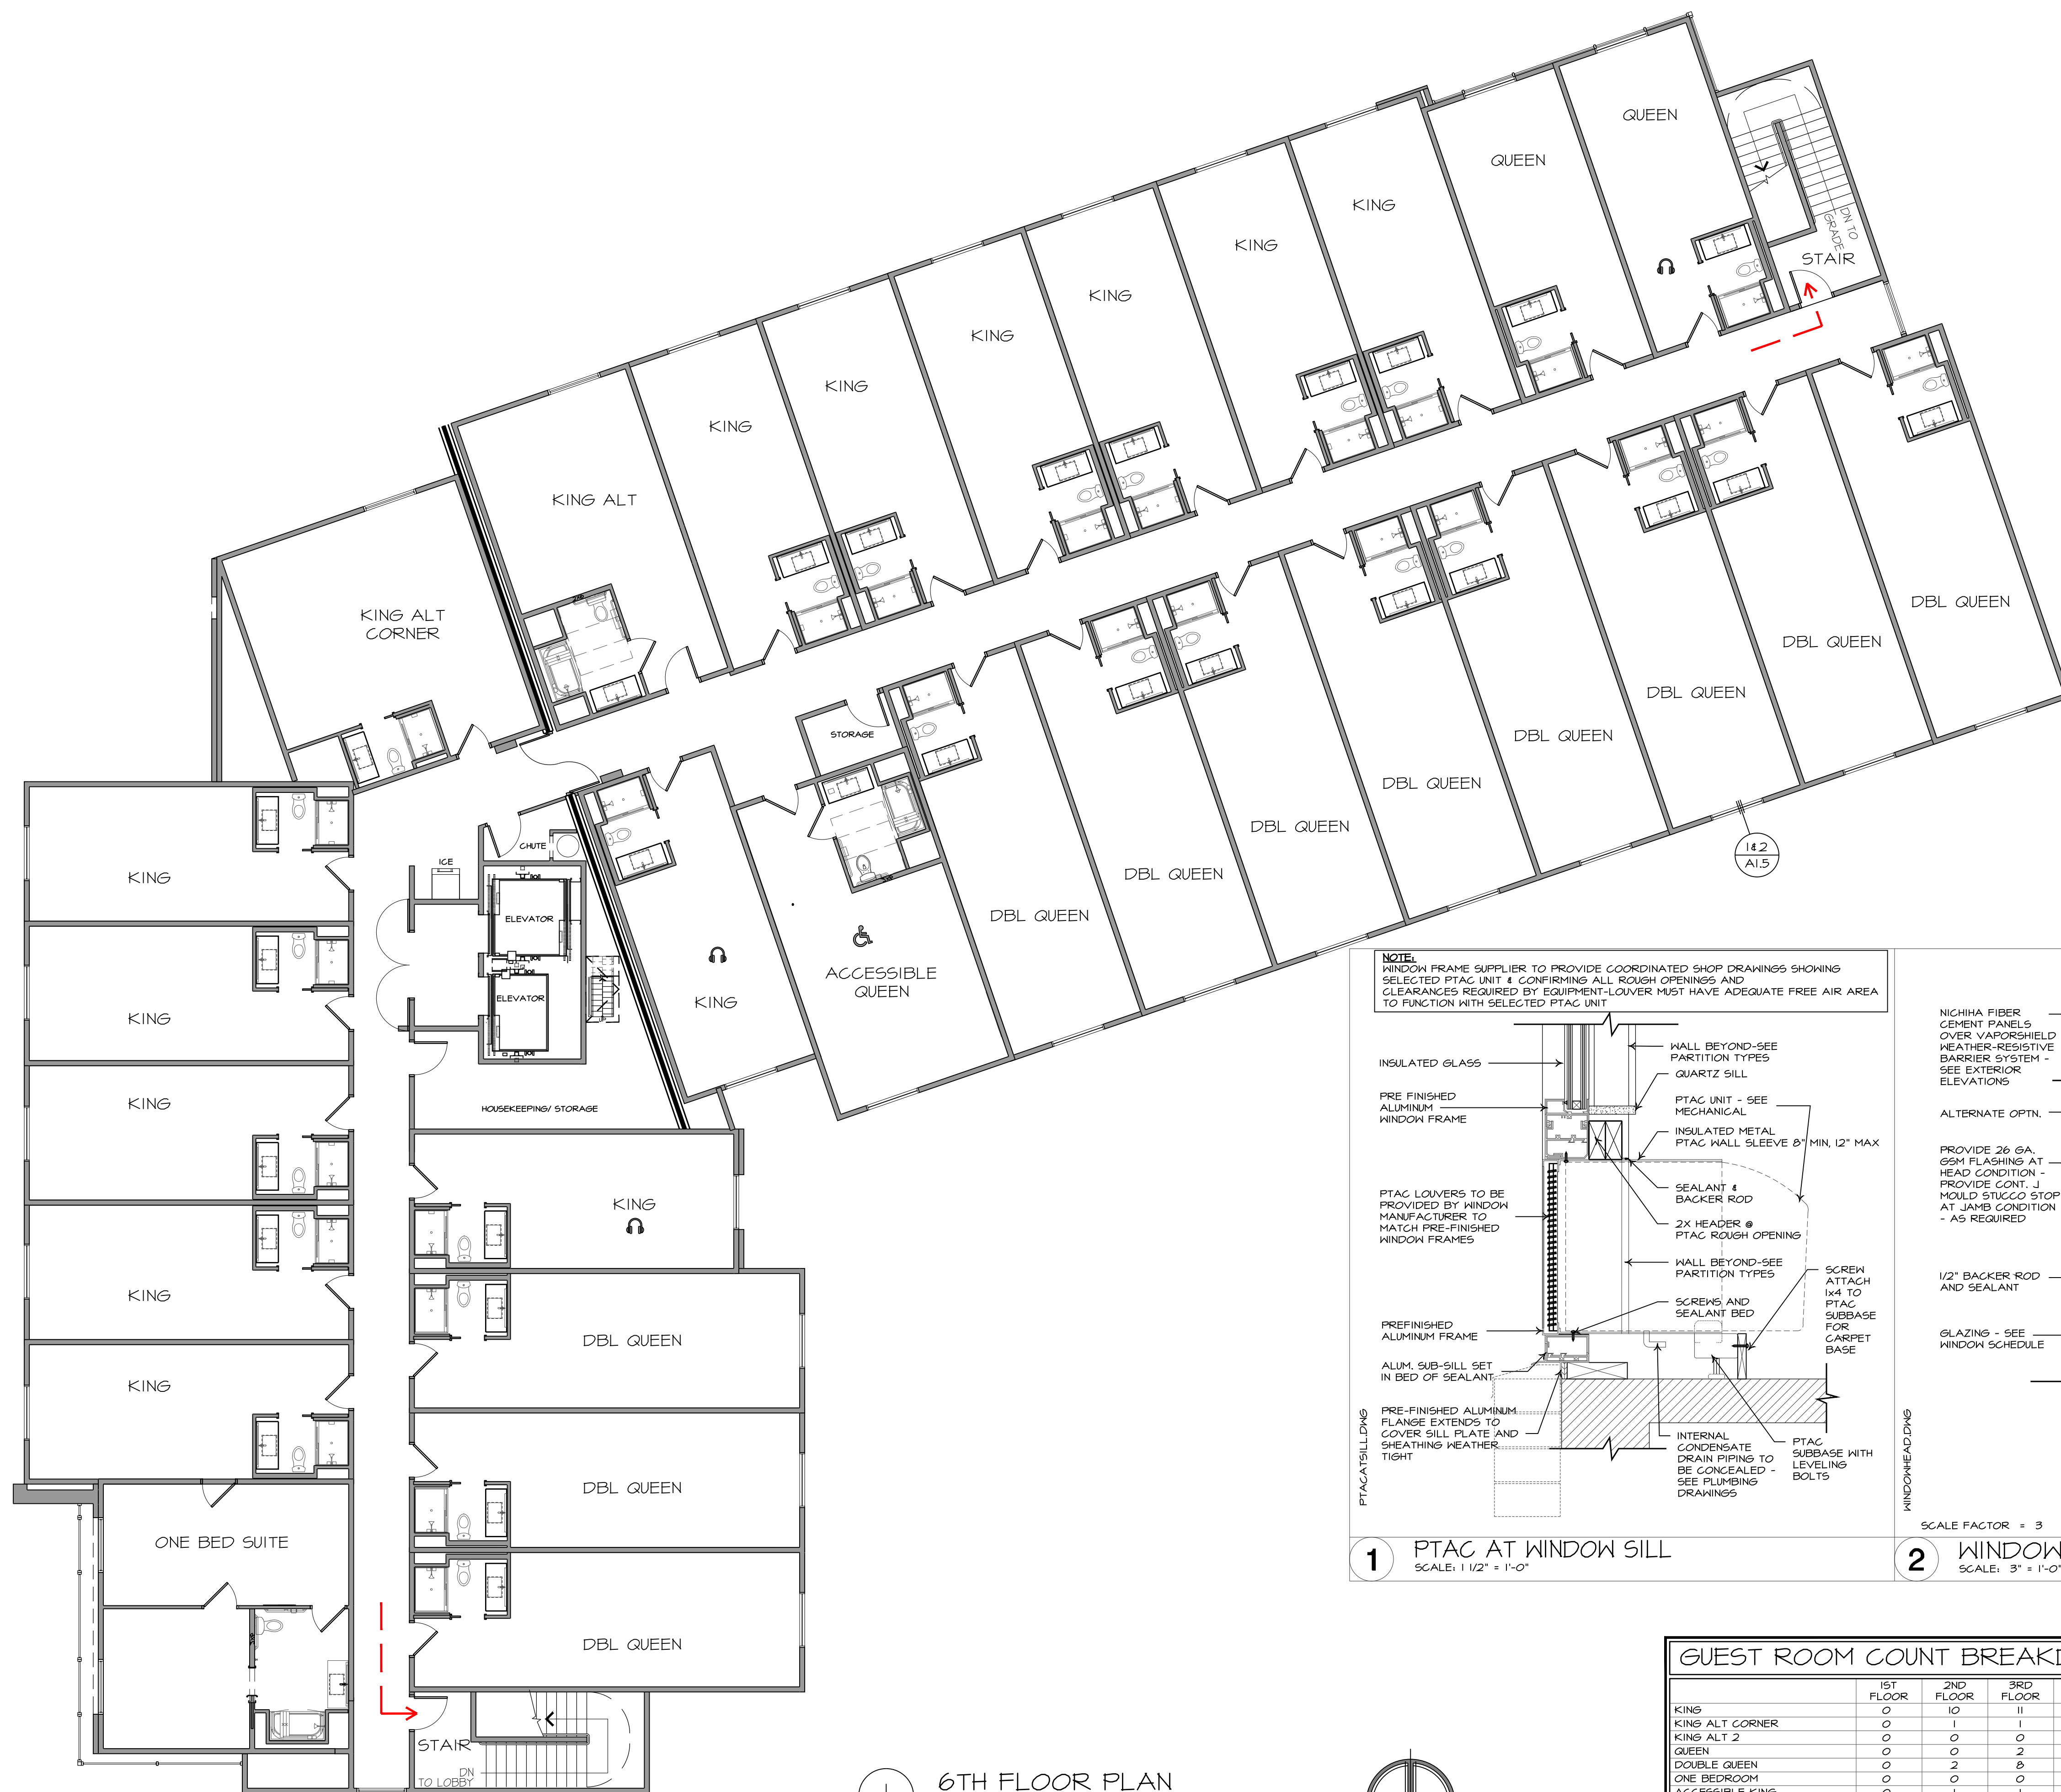 QUEEN
QUEEN
KING
KING
KING
KING
KING
KING
DN TO
GRADE
STAIR
KING ALT
KING ALT
CORNER
STORAGE
DBL QUEEN
DBL QUEEN
DBL QUEEN
DBL QUEEN
DBL QUEEN
DBL QUEEN
DBL QUEEN
DBL QUEEN
1&2
A1.5
CHUTE
ICE
ELEVATOR
ELEVATOR
KING
ACCESSIBLE
QUEEN
HOUSEKEEPING/ STORAGE
KING
KING
KING
KING
KING
KING
DBL QUEEN
DBL QUEEN
DBL QUEEN
ONE BED SUITE
STAIR
DN
TO LOBBY
1
6TH FLOOR PLAN
NOTE:
WINDOW FRAME SUPPLIER TO PROVIDE COORDINATED SHOP DRAWINGS SHOWING
SELECTED PTAC UNIT & CONFIRMING ALL ROUGH OPENINGS AND
CLEARANCES REQUIRED BY EQUIPMENT-LOUVER MUST HAVE ADEQUATE FREE AIR AREA
TO FUNCTION WITH SELECTED PTAC UNIT
INSULATED GLASS
PRE FINISHED
ALUMINUM
WINDOW FRAME
PTAC LOUVERS TO BE
PROVIDED BY WINDOW
MANUFACTURER TO
MATCH PRE-FINISHED
WINDOW FRAMES
PREFINISHED
ALUMINUM FRAME
ALUM. SUB-SILL SET
IN BED OF SEALANT
PRE-FINISHED ALUMINUM
FLANGE EXTENDS TO
COVER SILL PLATE AND
SHEATHING WEATHER
TIGHT
WALL BEYOND-SEE
PARTITION TYPES
QUARTZ SILL
PTAC UNIT - SEE
MECHANICAL
INSULATED METAL
PTAC WALL SLEEVE 8" MIN, 12" MAX
SEALANT &
BACKER ROD
2X HEADER @
PTAC ROUGH OPENING
WALL BEYOND-SEE
PARTITION TYPES
SCREWS AND
SEALANT BED
SCREW
ATTACH
1x4 TO
PTAC
SUBBASE
FOR
CARPET
BASE
INTERNAL
CONDENSATE
DRAIN PIPING TO
BE CONCEALED -
SEE PLUMBING
DRAWINGS
PTAC
SUBBASE WITH
LEVELING
BOLTS
PTACATSILL.DWG
1
PTAC AT WINDOW SILL
SCALE: 1 1/2" = 1'-0"
NICHIHA FIBER
CEMENT PANELS
OVER VAPORSHIELD
WEATHER-RESISTIVE
BARRIER SYSTEM -
SEE EXTERIOR
ELEVATIONS
ALTERNATE OPTN.
PROVIDE 26 GA.
GSM FLASHING AT
HEAD CONDITION -
PROVIDE CONT. J
MOULD STUCCO STOP
AT JAMB CONDITION
- AS REQUIRED
1/2" BACKER ROD
AND SEALANT
GLAZING - SEE
WINDOW SCHEDULE
WINDOWHEAD.DWG
SCALE FACTOR = 3
2
WINDOW
SCALE: 3" = 1'-0"
GUEST ROOM COUNT BREAK
1ST FLOOR 2ND FLOOR 3RD FLOOR
KING 0 10 11
KING ALT CORNER 0 1 1
KING ALT 2 0 0 0
QUEEN 0 0 2
DOUBLE QUEEN 0 2 8
ONE BEDROOM 0 0 0
ACCESSIBLE KING 0 1 1